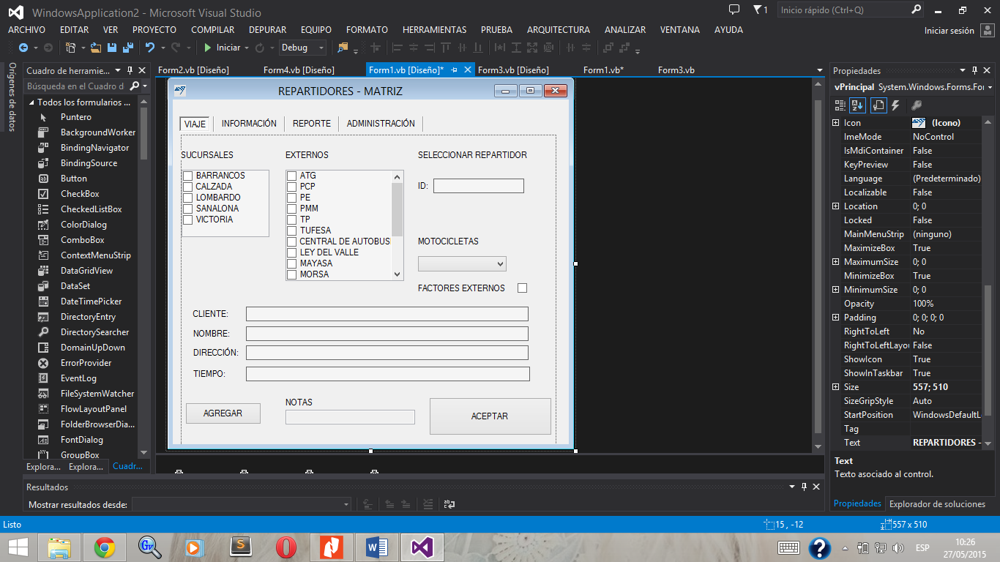 WindowsApplication2 - Microsoft Visual Studio
1
Inicio rápido (Ctrl+Q)
ARCHIVO EDITAR VER PROYECTO COMPILAR DEPURAR EQUIPO FORMATO HERRAMIENTAS PRUEBA ARQUITECTURA ANALIZAR VENTANA AYUDA
Iniciar sesión
Iniciar
Debug
Orígenes de datos
Cuadro de herramie...
Búsqueda en el Cuadro d
Todos los formularios ...
Puntero
BackgroundWorker
BindingNavigator
BindingSource
Button
CheckBox
CheckedListBox
ColorDialog
ComboBox
ContextMenuStrip
DataGridView
DataSet
DateTimePicker
DirectoryEntry
DirectorySearcher
DomainUpDown
ErrorProvider
EventLog
FileSystemWatcher
FlowLayoutPanel
FolderBrowserDia...
FontDialog
GroupBox
Explora... Explora... Cuadr...
Form2.vb [Diseño] Form4.vb [Diseño] Form1.vb [Diseño]* Form3.vb [Diseño] Form1.vb* Form3.vb
REPARTIDORES - MATRIZ
VIAJE INFORMACIÓN REPORTE ADMINISTRACIÓN
SUCURSALES
BARRANCOS
CALZADA
LOMBARDO
SANALONA
VICTORIA
EXTERNOS
ATG
PCP
PE
PMM
TP
TUFESA
CENTRAL DE AUTOBUS
LEY DEL VALLE
MAYASA
MORSA
SELECCIONAR REPARTIDOR
ID:
MOTOCICLETAS
FACTORES EXTERNOS
CLIENTE:
NOMBRE:
DIRECCIÓN:
TIEMPO:
AGREGAR
NOTAS
ACEPTAR
Propiedades
vPrincipal System.Windows.Forms.For
Icon (Icono)
ImeMode NoControl
IsMdiContainer False
KeyPreview False
Language (Predeterminado)
Localizable False
Location 0; 0
Locked False
MainMenuStrip (ninguno)
MaximizeBox True
MaximumSize 0; 0
MinimizeBox True
MinimumSize 0; 0
Opacity 100%
Padding 0; 0; 0; 0
RightToLeft No
RightToLeftLayou False
ShowIcon True
ShowInTaskbar True
Size 557; 510
SizeGripStyle Auto
StartPosition WindowsDefaultL
Tag
Text REPARTIDORES -
Text
Texto asociado al control.
Propiedades Explorador de soluciones
Resultados
Mostrar resultados desde:
Listo
15 , -12
557 x 510
ESP
10:26
27/05/2015